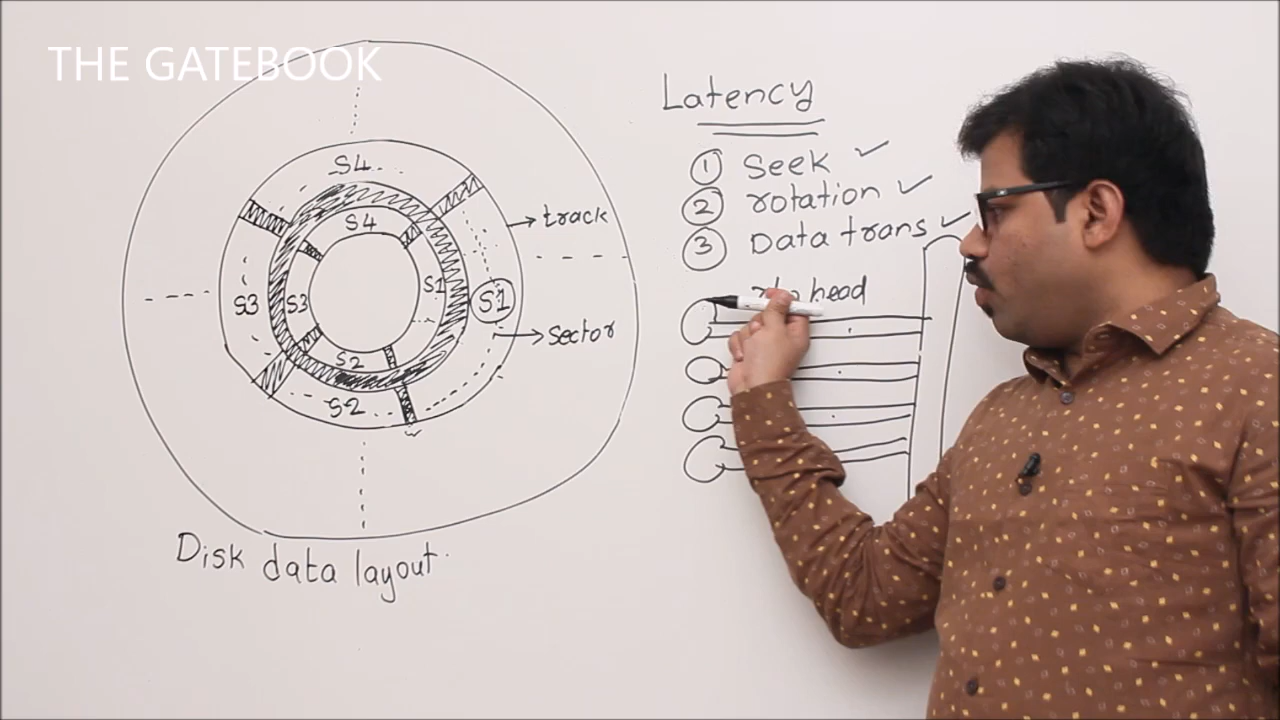 THE GATEBOOK
S4
S4
S3
S3
S1
S1
S2
S2
track
sector
Disk data layout
Latency
1 Seek
2 rotation
3 Data trans
head